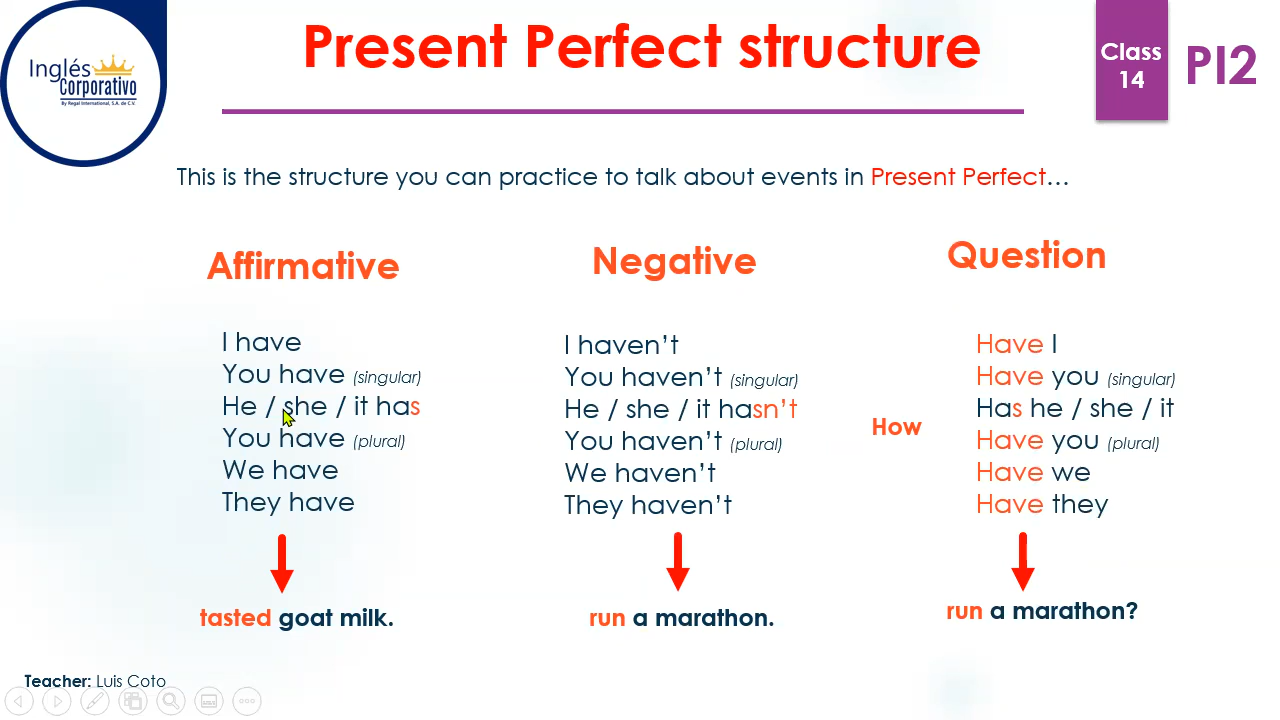 Inglés
Corporativo
By Regal International, S.A. de C.V.
Present Perfect structure
Class
14
PI2
This is the structure you can practice to talk about events in Present Perfect...
Affirmative
I have
You have (singular)
He / she / it has
You have (plural)
We have
They have
tasted goat milk.
Negative
I haven't
You haven't (singular)
He / she / it hasn't
You haven't (plural)
We haven't
They haven't
run a marathon.
How
Question
Have I
Have you (singular)
Has he / she / it
Have you (plural)
Have we
Have they
run a marathon?
Teacher: Luis Coto